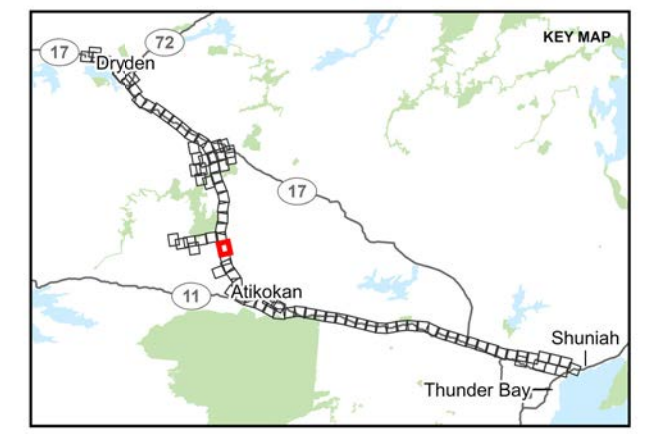 KEY MAP
72
17
Dryden
17
11
Atikokan
Shuniah
Thunder Bay